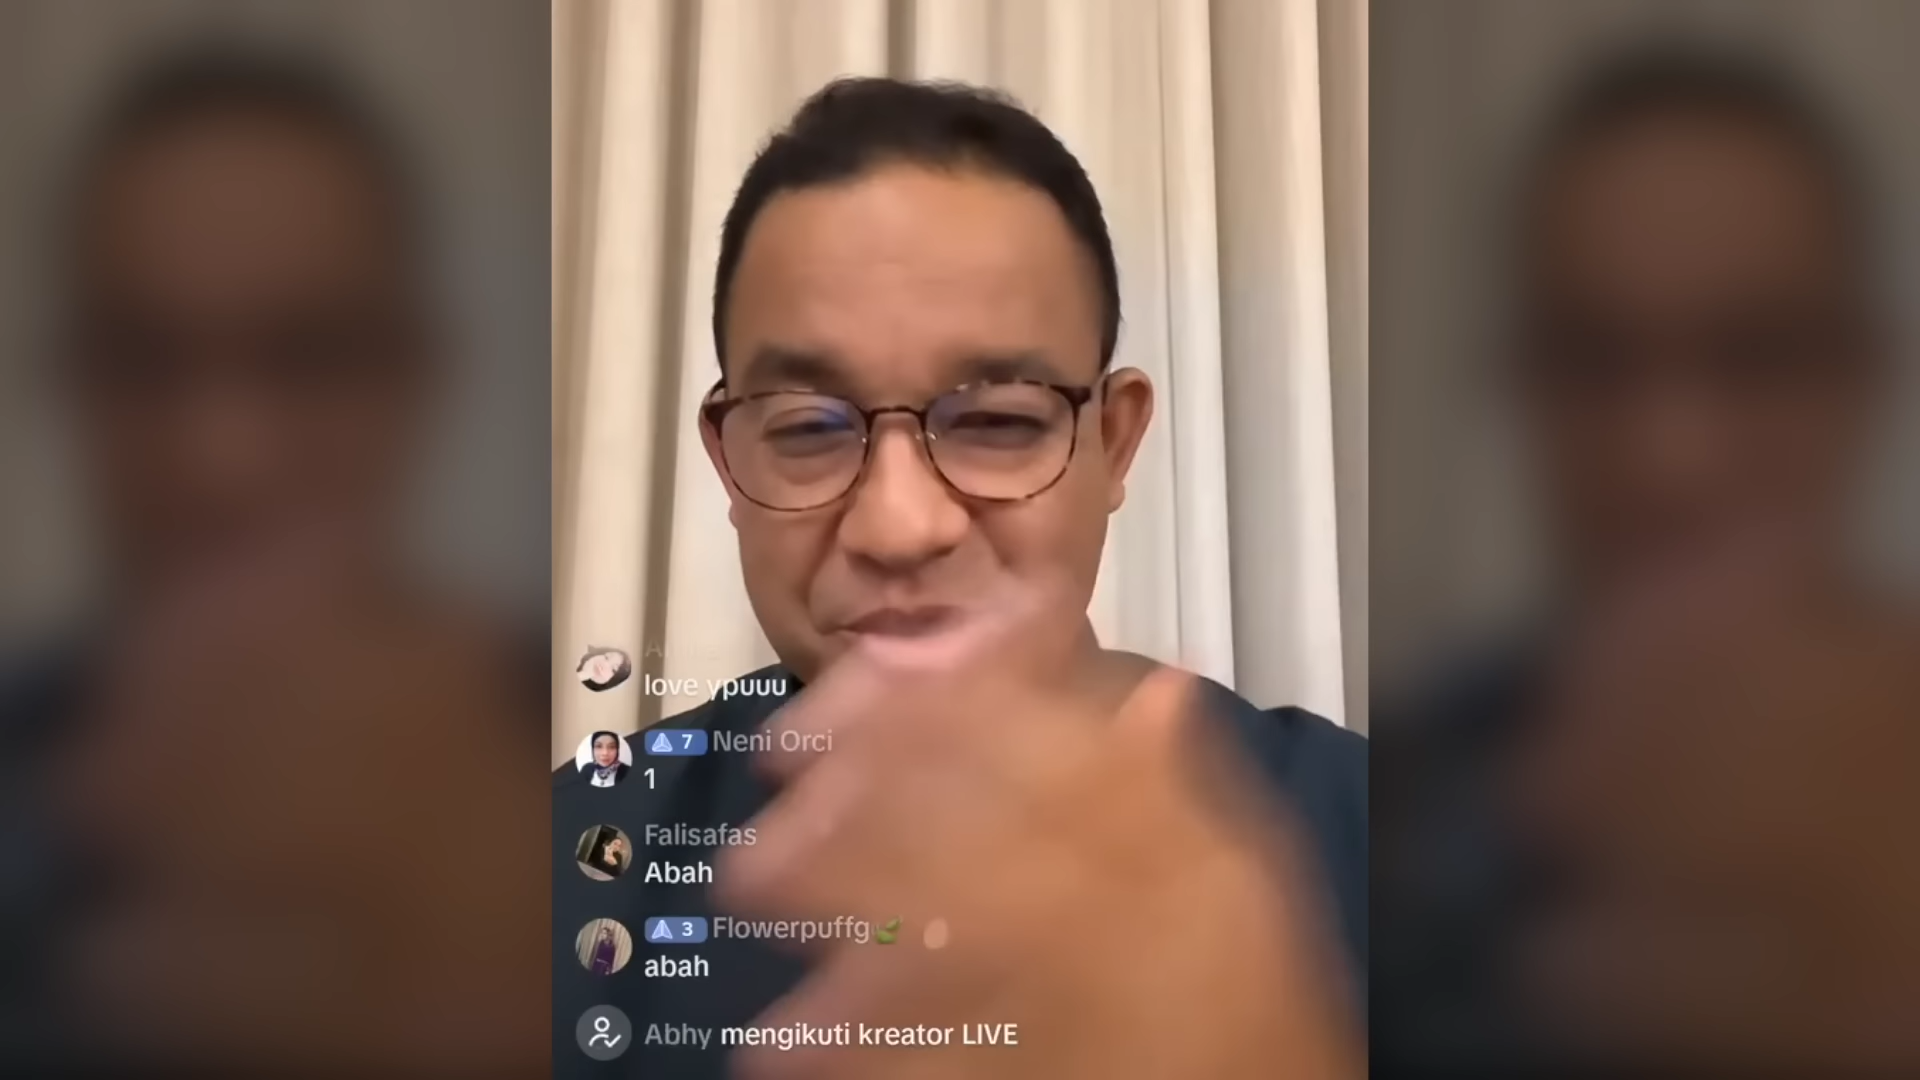 love ypuuu
7 Neni Orci
1
Falisafas
Abah
3 Flowerpuffg
abah
Abhy mengikuti kreator LIVE